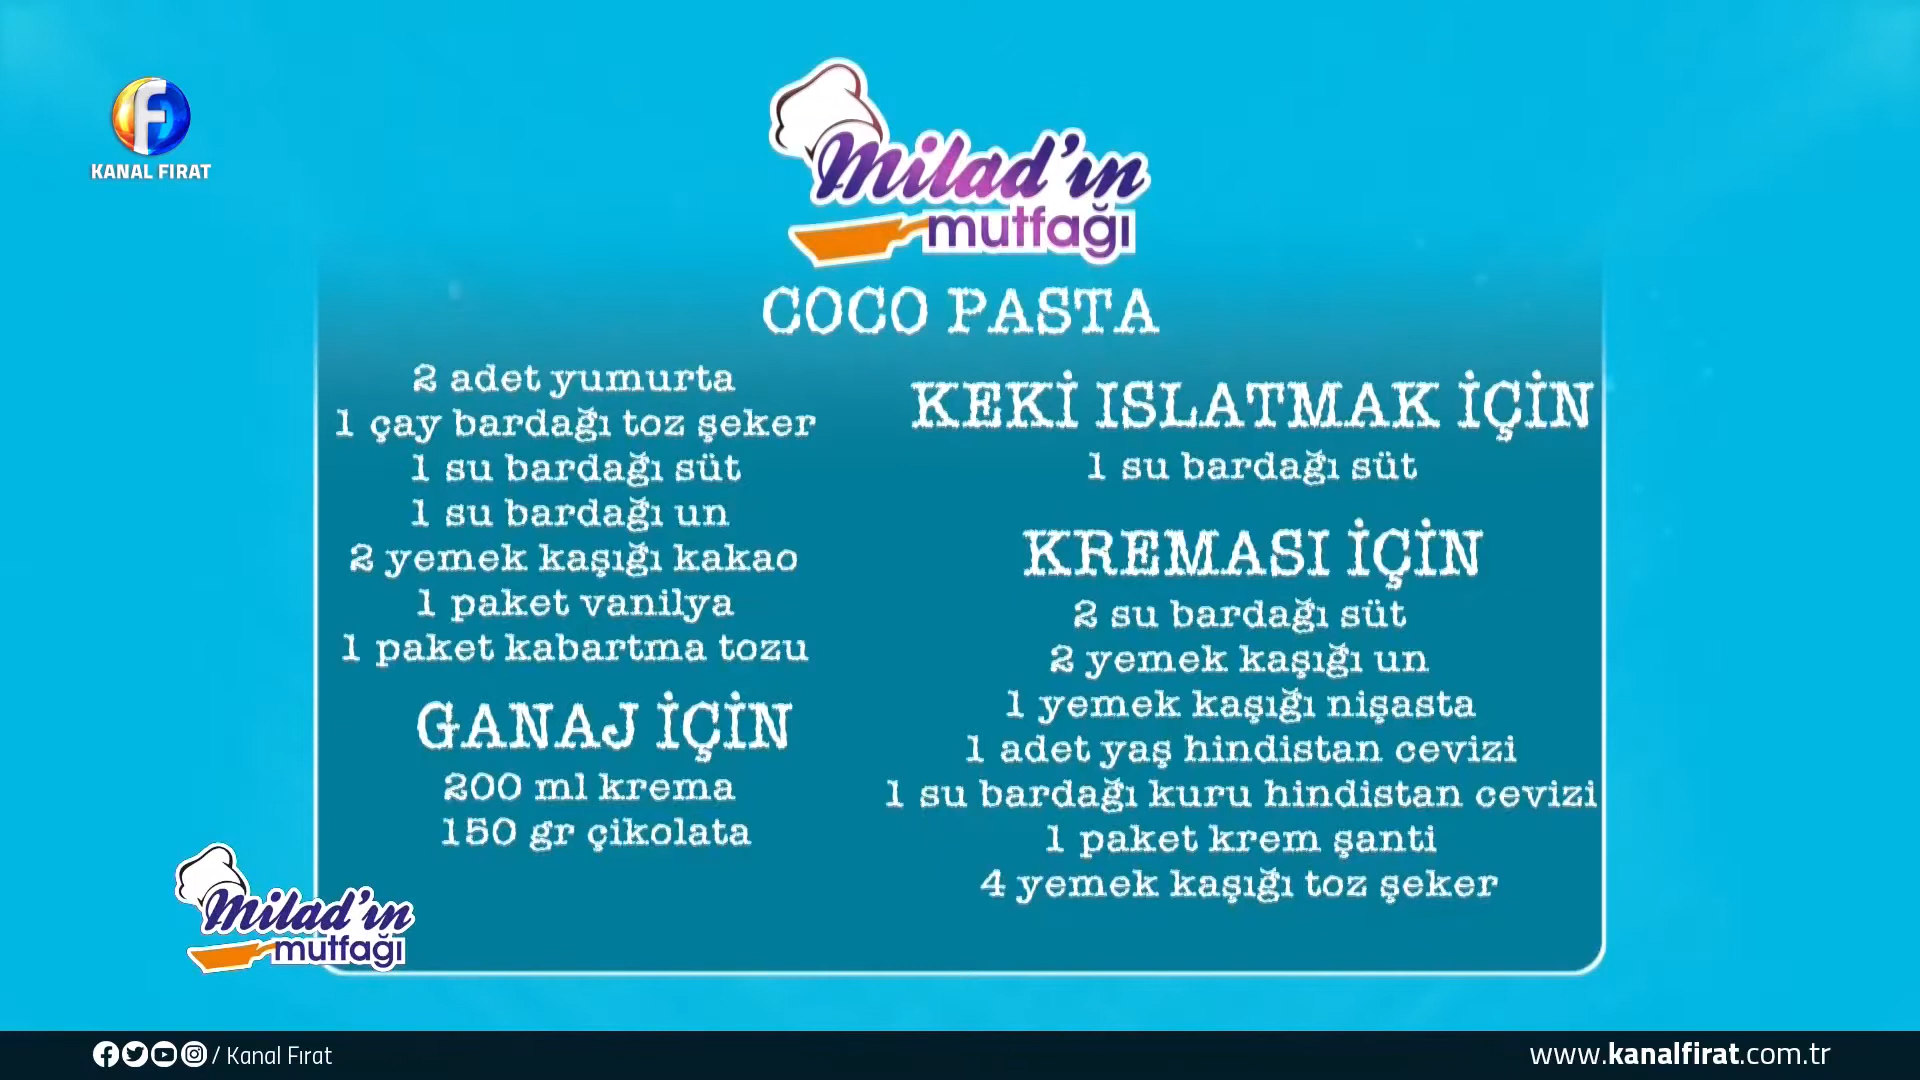 KANAL FIRAT
Milad'ın
mutfağı
COCO PASTA
2 adet yumurta
1 çay bardağı toz şeker
1 su bardağı süt
1 su bardağı un
2 yemek kaşığı kakao
1 paket vanilya
1 paket kabartma tozu
GANAJ İÇİN
200 ml krema
150 gr çikolata
KEKİ ISLATMAK İÇİN
1 su bardağı süt
KREMASI İÇİN
2 su bardağı süt
2 yemek kaşığı un
1 yemek kaşığı nişasta
1 adet yaş hindistan cevizi
1 su bardağı kuru hindistan cevizi
1 paket krem şanti
4 yemek kaşığı toz şeker
Milad'ın
mutfağı
/ Kanal Fırat
www.kanalfirat.com.tr